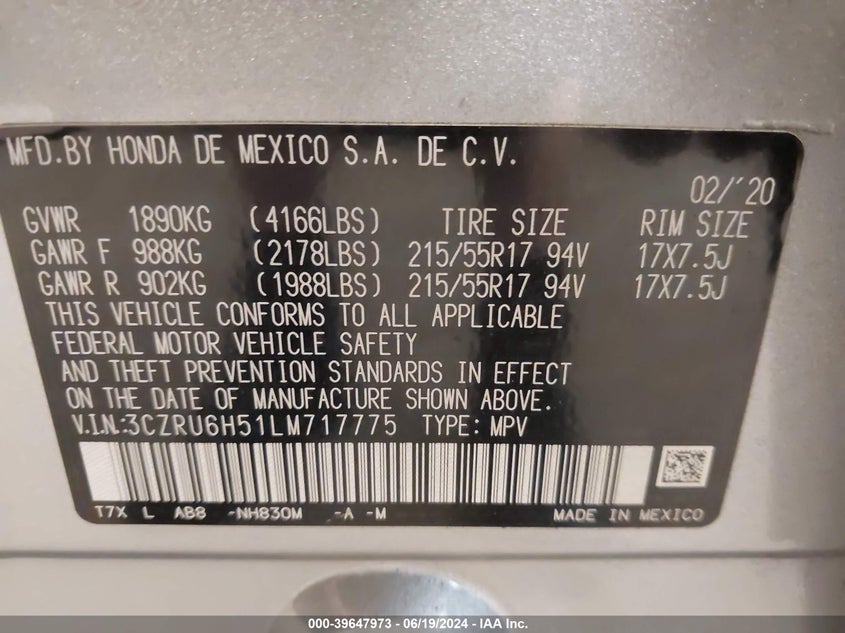 MFD.BY HONDA DE MEXICO S.A. DE C.V.
02/'20
GVWR 1890KG (4166LBS) TIRE SIZE RIM SIZE
GAWR F 988KG (2178LBS) 215/55R17 94V 17X7.5J
GAWR R 902KG (1988LBS) 215/55R17 94V 17X7.5J
THIS VEHICLE CONFORMS TO ALL APPLICABLE
FEDERAL MOTOR VEHICLE SAFETY
AND THEFT PREVENTION STANDARDS IN EFFECT
ON THE DATE OF MANUFACTURE SHOWN ABOVE.
V.I.N.:3CZRU6H51LM717775 TYPE: MPV
T7X L AB8 -NH830M -A -M MADE IN MEXICO
000-39647973 - 06/19/2024 - IAA Inc.